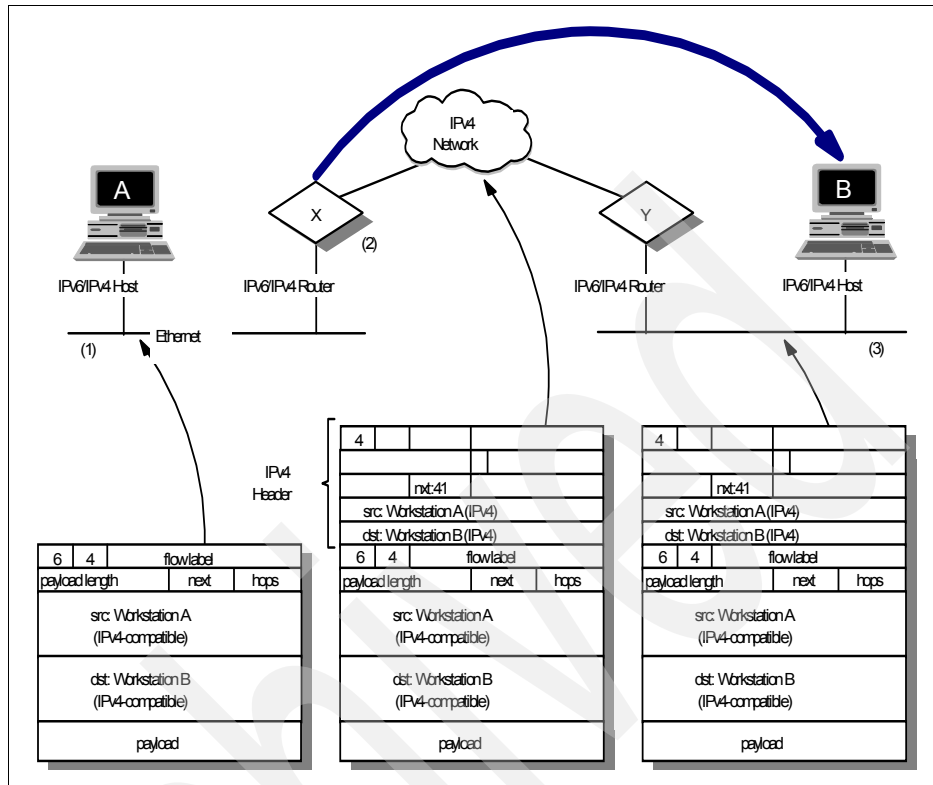 IPv4
Network
A
B
X
Y
(2)
IPV6/IPV4 Host
IPV6/IPV4 Router
IPV6/IPV4 Router
IPV6/IPV4 Host
Ethernet
(1)
(3)
IPv4
Header
4
nxt:41
src: Workstation A (IPv4)
dst: Workstation B (IPv4)
6 4 flow label
payload length next hops
src: Workstation A
(IPv4-compatible)
dst: Workstation B
(IPv4-compatible)
payload
4
nxt:41
src: Workstation A (IPv4)
dst: Workstation B (IPv4)
6 4 flow label
payload length next hops
src: Workstation A
(IPv4-compatible)
dst: Workstation B
(IPv4-compatible)
payload
6 4 flow label
payload length next hops
src: Workstation A
(IPv4-compatible)
dst: Workstation B
(IPv4-compatible)
payload